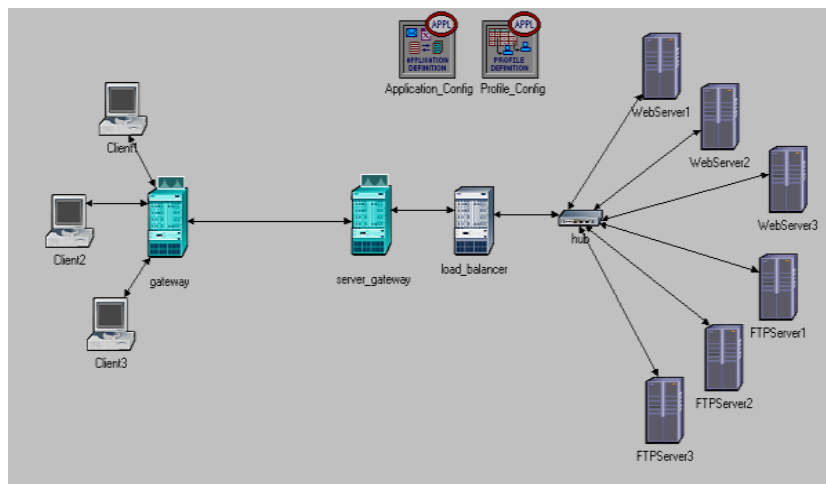 APPL
APPL
APPLICATION
DEFINITION
PROFILE
DEFINITION
Application_Config
Profile_Config
WebServer1
Client1
WebServer2
WebServer3
Client2
gateway
server_gateway
load_balancer
hub
FTPServer1
Client3
FTPServer2
FTPServer3